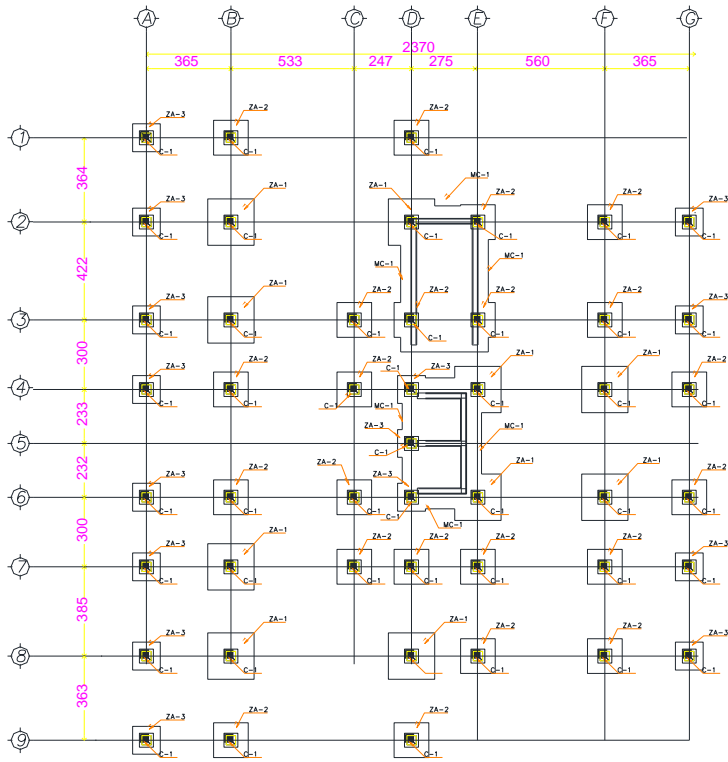 A B C D E F G
2370
365 533 247 275 560 365
ZA-3 ZA-2 ZA-2
1
C-1 C-1 C-1
364
MC-1
ZA-3 ZA-1 ZA-1 ZA-2 ZA-2 ZA-3
2
C-1 C-1 C-1 C-1 C-1 C-1
422
MC-1 MC-1
ZA-3 ZA-1 ZA-2 ZA-2 ZA-2 ZA-2 ZA-3
3
C-1 C-1 C-1 C-1 C-1 C-1 C-1
300
ZA-3 ZA-2 ZA-2 ZA-3 ZA-1 ZA-1 ZA-2
C-1
4
C-1 C-1 C-1 C-1 C-1 C-1
233
MC-1
ZA-3 MC-1
5
C-1
232
ZA-3 ZA-2 ZA-2 ZA-3 ZA-1 ZA-1 ZA-2
6
C-1 C-1 C-1 C-1 C-1 C-1 C-1
MC-1
300
ZA-3 ZA-1 ZA-2 ZA-2 ZA-2 ZA-2 ZA-3
7
C-1 C-1 C-1 C-1 C-1 C-1 C-1
385
ZA-3 ZA-1 ZA-1 ZA-2 ZA-2 ZA-3
8
C-1 C-1 C-1 C-1 C-1
363
ZA-3 ZA-2 ZA-2
9
C-1 C-1 C-1